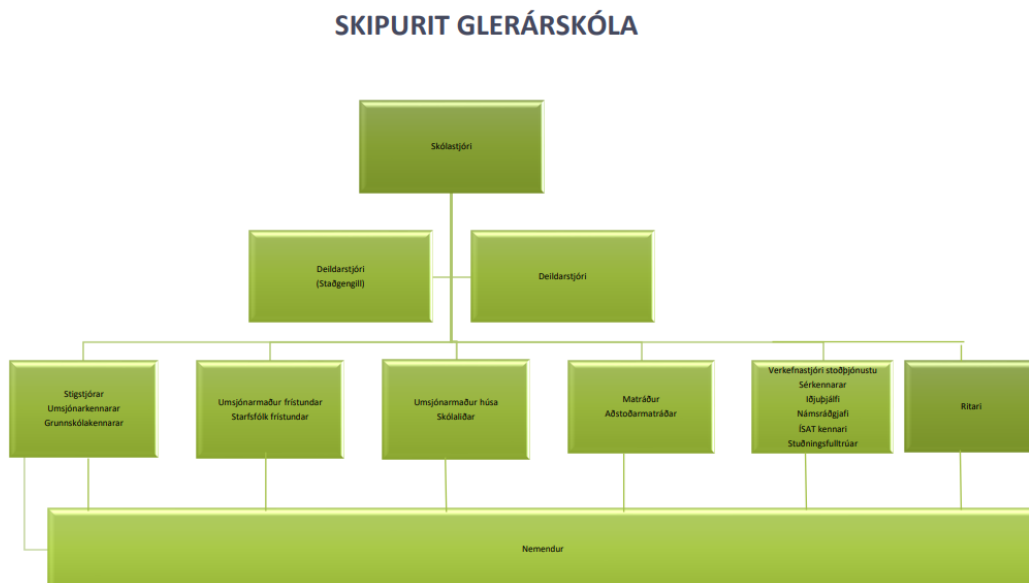 SKIPURIT GLERÁRSKÓLA
Skólastjóri
Deildarstjóri
(Staðgengill)
Deildarstjóri
Stigstjórar
Umsjónarkennarar
Grunnskólakennarar
Umsjónarmaður frístundar
Starfsfólk frístundar
Umsjónarmaður húsa
Skólaliðar
Matráður
Aðstoðarmatráðar
Verkefnastjóri stoðþjónustu
Sérkennarar
Iðjuþjálfi
Námsráðgjafi
ÍSAT kennari
Stuðningsfulltrúar
Ritari
Nemendur